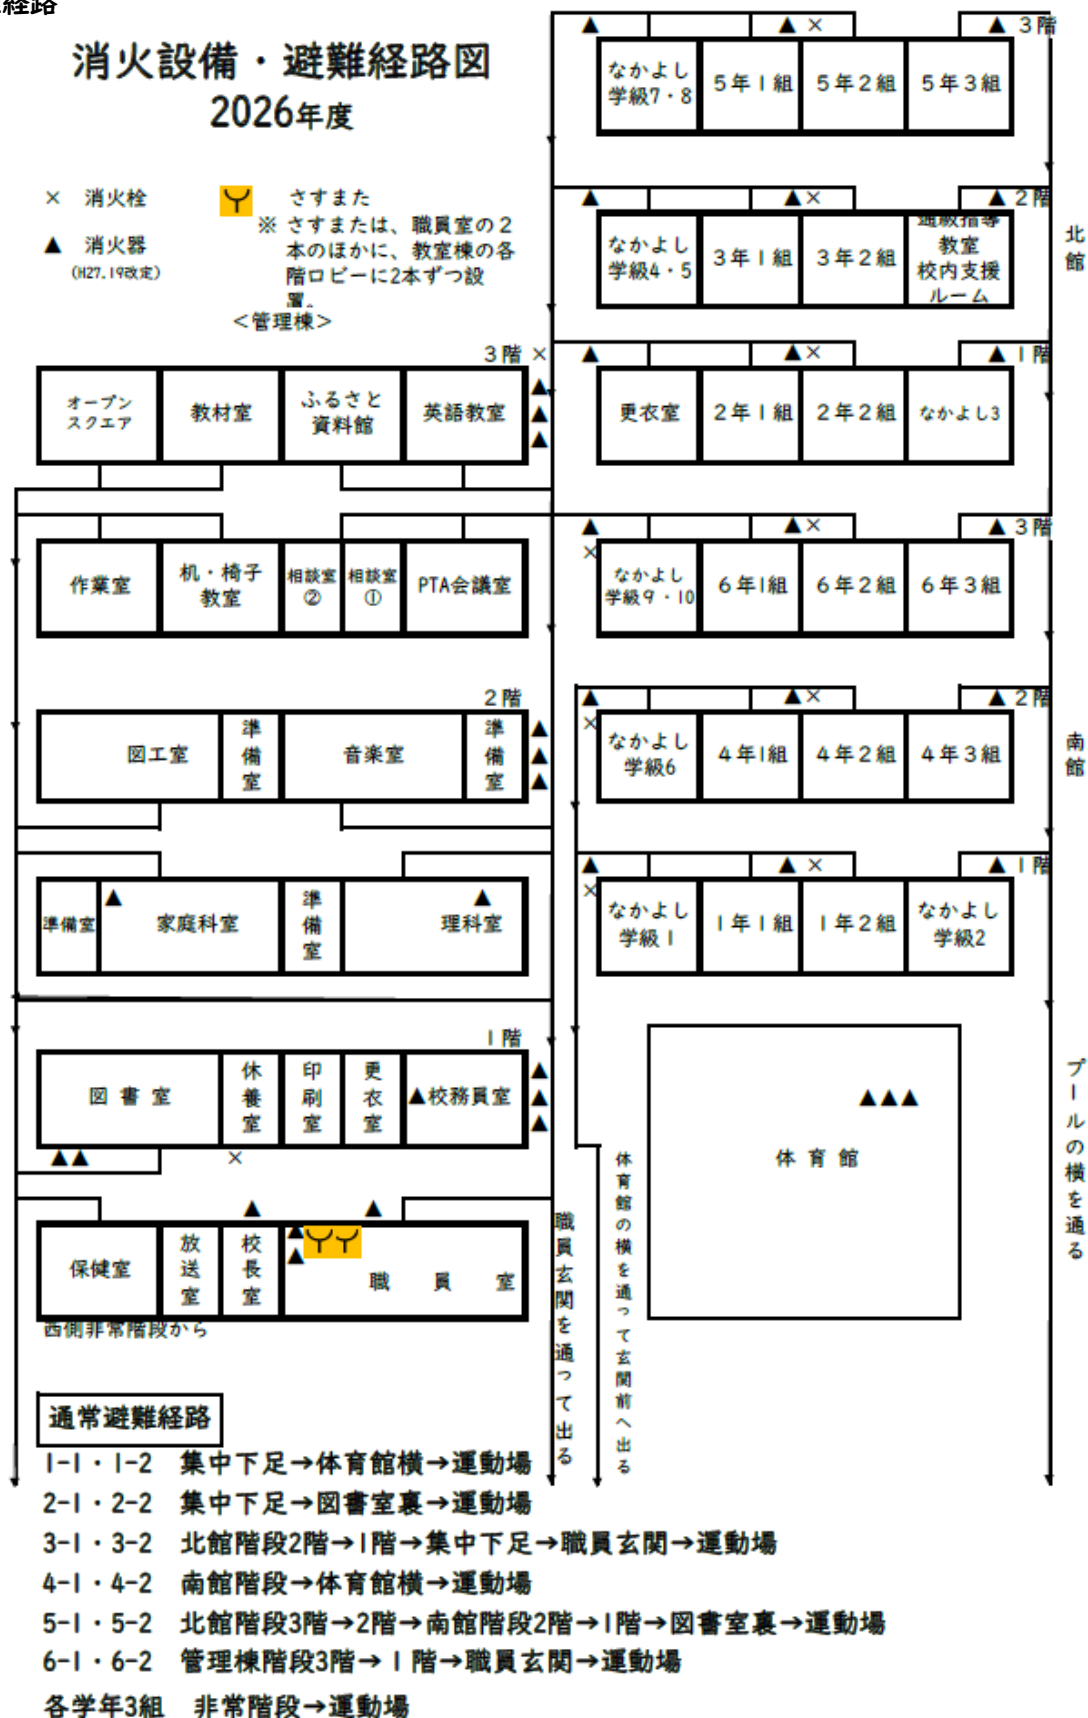 経路
消火設備・避難経路図
2026年度
× 消火栓
さすまた
▲ 消火器
(H27.19改定)
※ さすまたは、職員室の２
本のほかに、教室棟の各
階ロビーに2本ずつ設
置。
＜管理棟＞
３階 ×
オープン
スクエア
教材室
ふるさと
資料館
英語教室
作業室
机・椅子
教室
相談室
②
相談室
①
PTA会議室
２階
図工室
準備室
音楽室
準備室
準備室
家庭科室
準備室
理科室
１階
図 書 室
休養室
印刷室
更衣室
▲校務員室
▲▲
×
保健室
放送室
校長室
職 員 室
西側非常階段から
▲ ▲ × ▲ ３階
なかよし
学級7・8
５年１組
５年２組
５年３組
▲ ▲× ▲ ２階
なかよし
学級4・5
３年１組
３年２組
通級指導
教室
校内支援
ルーム
北館
▲ ▲× ▲ １階
更衣室
２年１組
２年２組
なかよし3
▲ ▲× ▲ ３階
×
なかよし
学級９・10
６年1組
６年２組
６年３組
▲ ▲× ▲ ２階
×
なかよし
学級6
４年1組
４年２組
４年３組
南館
▲ ▲ × ▲ １階
×
なかよし
学級１
１年１組
１年２組
なかよし
学級2
▲▲▲
体 育 館
プールの横を通る
体育館の横を通って玄関前へ出る
職員玄関を通って出る
通常避難経路
1-1・1-2 集中下足→体育館横→運動場
2-1・2-2 集中下足→図書室裏→運動場
3-1・3-2 北館階段2階→1階→集中下足→職員玄関→運動場
4-1・4-2 南館階段→体育館横→運動場
5-1・5-2 北館階段3階→2階→南館階段2階→1階→図書室裏→運動場
6-1・6-2 管理棟階段3階→１階→職員玄関→運動場
各学年3組 非常階段→運動場